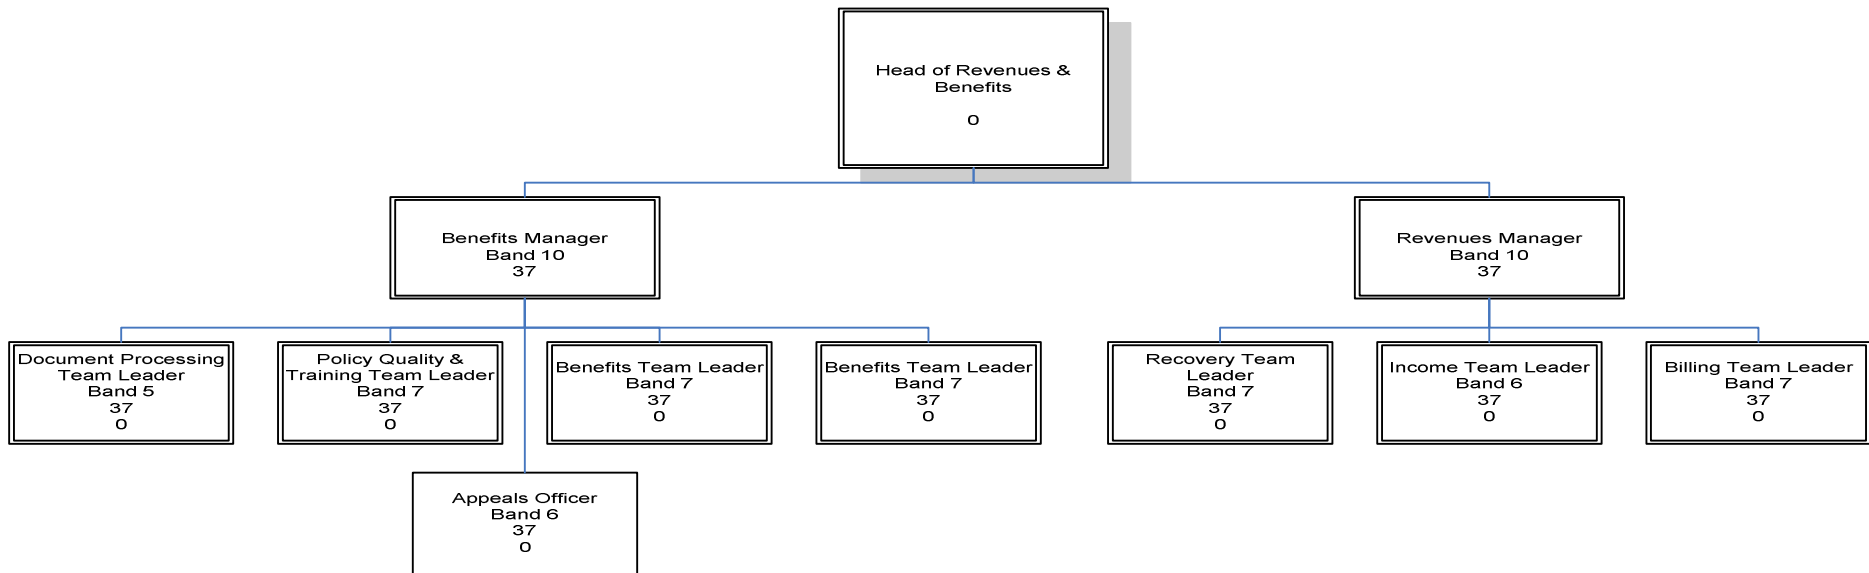 Head of Revenues &
Benefits
0
Benefits Manager
Band 10
37
Revenues Manager
Band 10
37
Document Processing
Team Leader
Band 5
37
0
Policy Quality &
Training Team Leader
Band 7
37
0
Benefits Team Leader
Band 7
37
0
Benefits Team Leader
Band 7
37
0
Recovery Team
Leader
Band 7
37
0
Income Team Leader
Band 6
37
0
Billing Team Leader
Band 7
37
0
Appeals Officer
Band 6
37
0